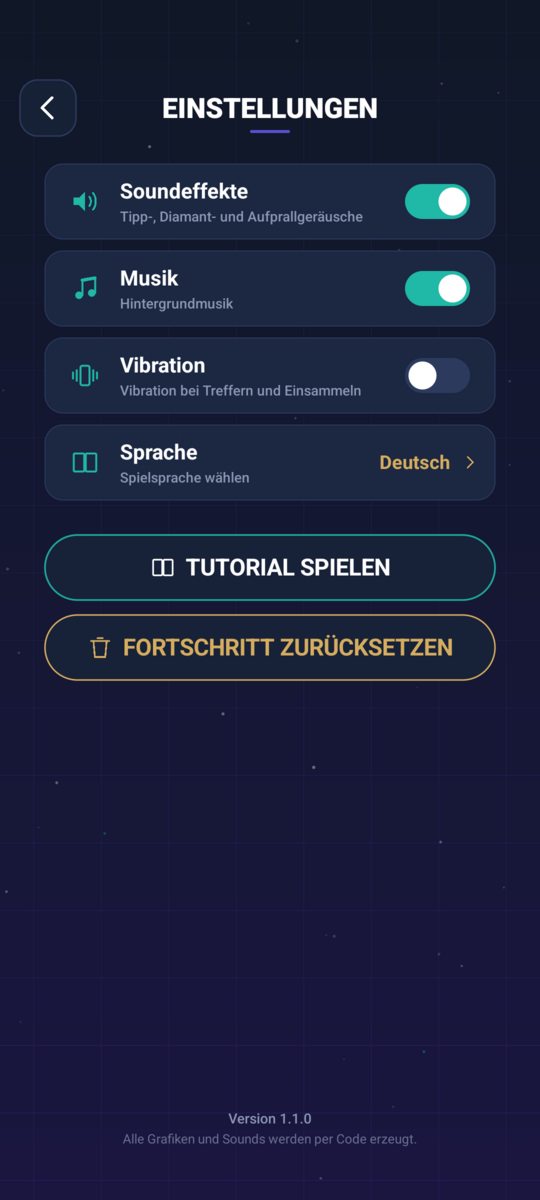 EINSTELLUNGEN
Soundeffekte
Tipp-, Diamant- und Aufprallgeräusche
Musik
Hintergrundmusik
Vibration
Vibration bei Treffern und Einsammeln
Sprache
Spielsprache wählen
Deutsch
TUTORIAL SPIELEN
FORTSCHRITT ZURÜCKSETZEN
Version 1.1.0
Alle Grafiken und Sounds werden per Code erzeugt.